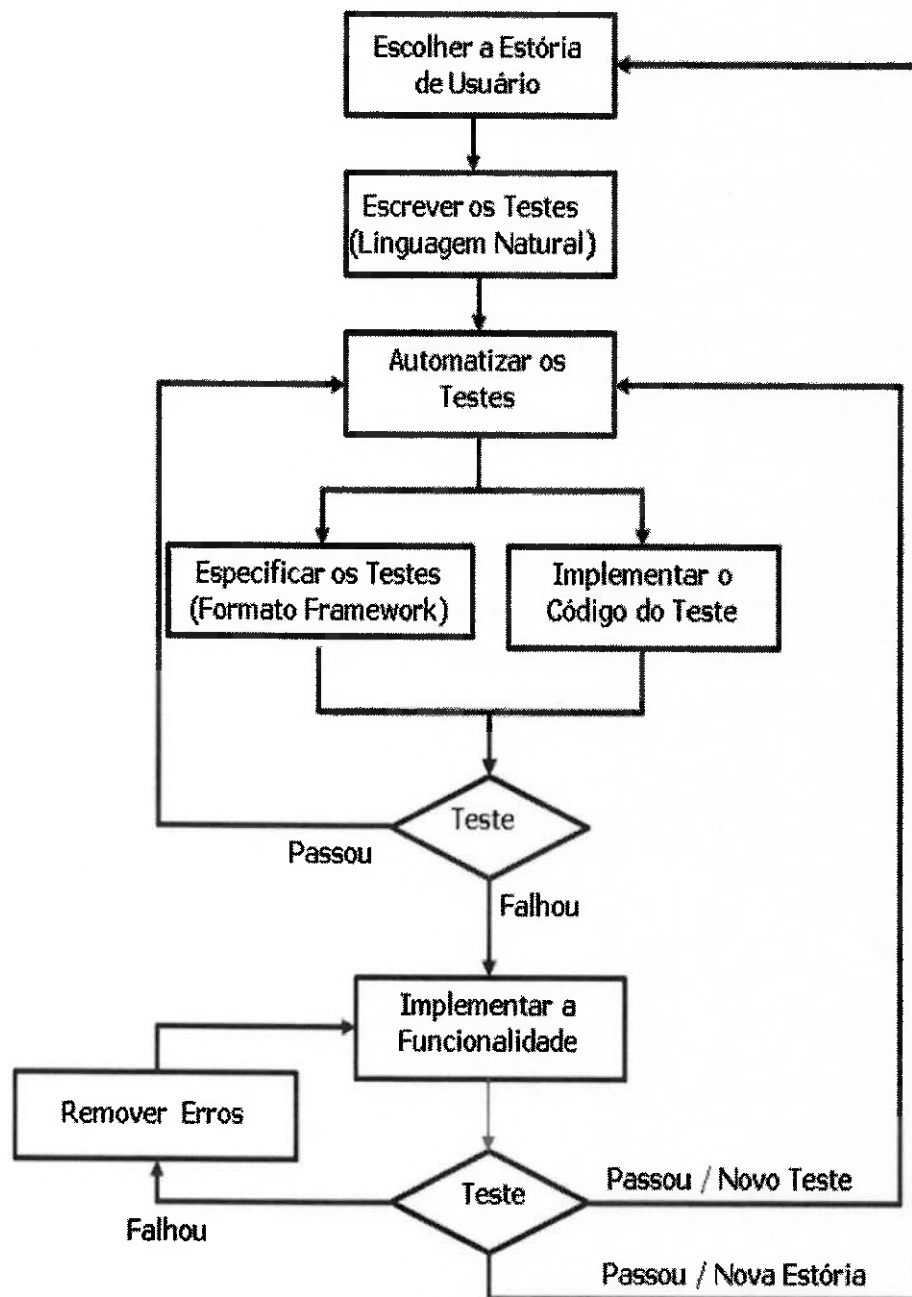 Escolher a Estória
de Usuário
Escrever os Testes
(Linguagem Natural)
Automatizar os
Testes
Especificar os Testes
(Formato Framework)
Implementar o
Código do Teste
Teste
Passou
Falhou
Implementar a
Funcionalidade
Remover Erros
Teste
Passou / Novo Teste
Falhou
Passou / Nova Estória